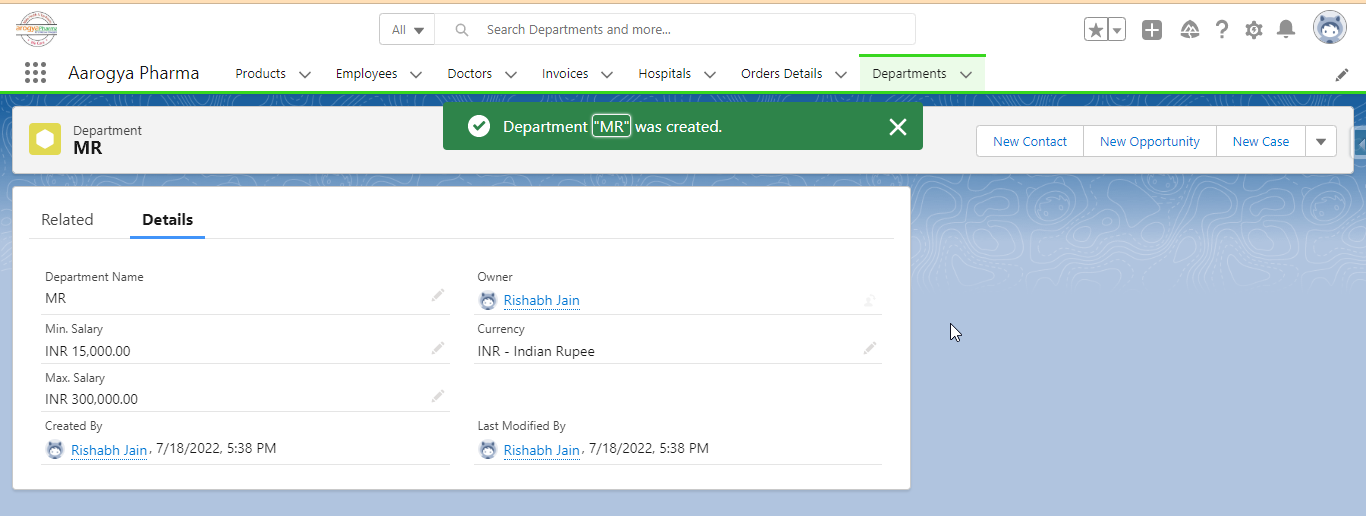 arogyaPharma
All
Search Departments and more...
Aarogya Pharma
Products
Employees
Doctors
Invoices
Hospitals
Orders Details
Departments
Department "MR" was created.
Department
MR
New Contact
New Opportunity
New Case
Related
Details
Department Name
MR
Owner
Rishabh Jain
Min. Salary
INR 15,000.00
Currency
INR - Indian Rupee
Max. Salary
INR 300,000.00
Created By
Rishabh Jain, 7/18/2022, 5:38 PM
Last Modified By
Rishabh Jain, 7/18/2022, 5:38 PM